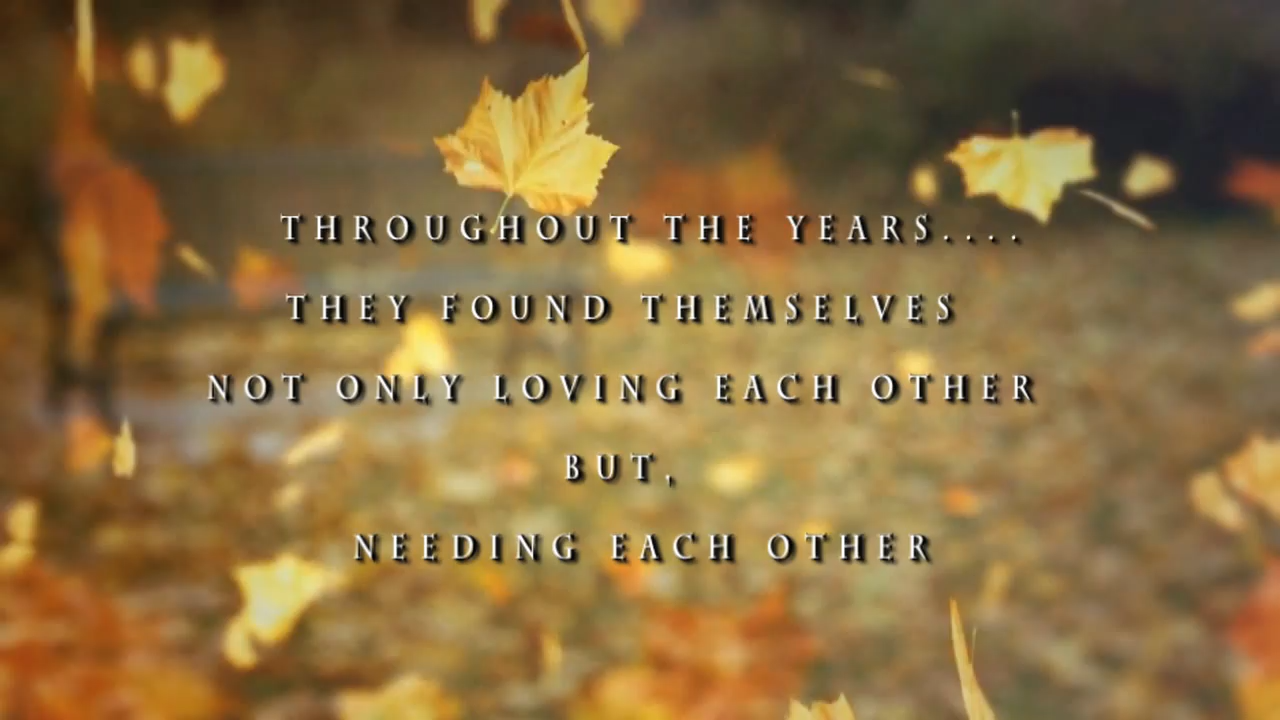 THROUGHOUT THE YEARS....
THEY FOUND THEMSELVES
NOT ONLY LOVING EACH OTHER
BUT,
NEEDING EACH OTHER